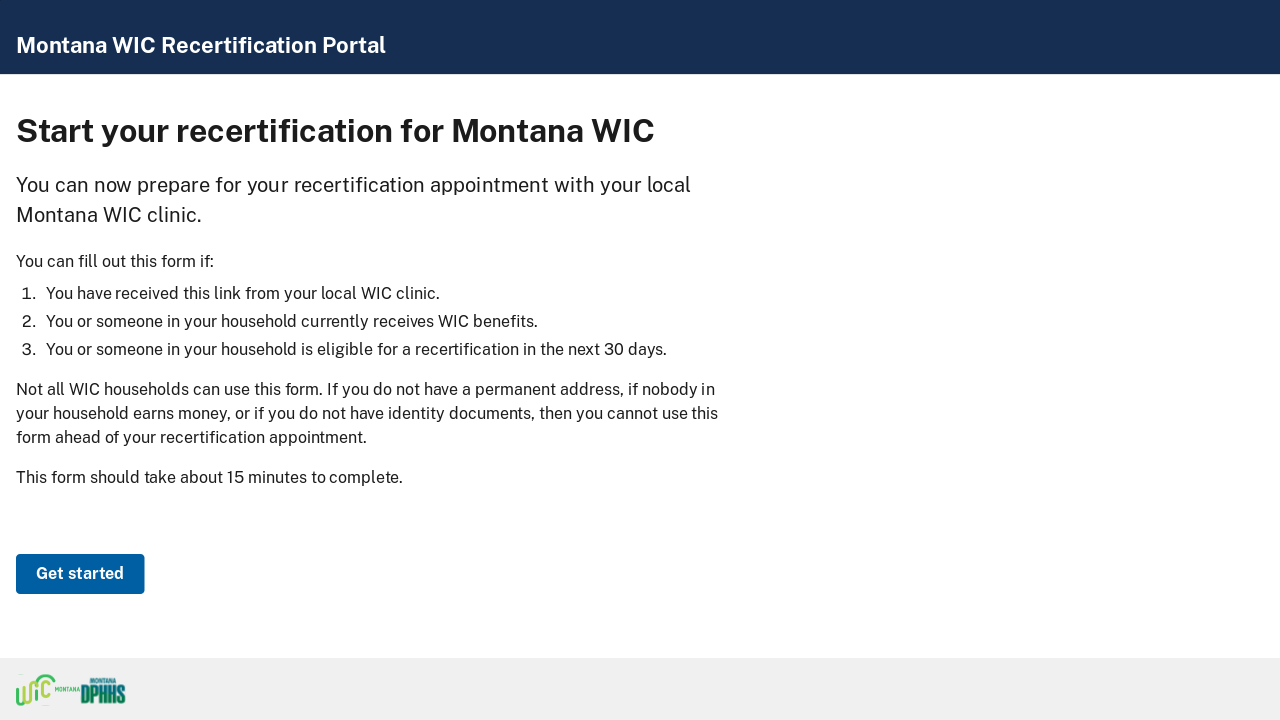 Montana WIC Recertification Portal
Start your recertification for Montana WIC
You can now prepare for your recertification appointment with your local
Montana WIC clinic.
You can fill out this form if:
1. You have received this link from your local WIC clinic.
2. You or someone in your household currently receives WIC benefits.
3. You or someone in your household is eligible for a recertification in the next 30 days.
Not all WIC households can use this form. If you do not have a permanent address, if nobody in
your household earns money, or if you do not have identity documents, then you cannot use this
form ahead of your recertification appointment.
This form should take about 15 minutes to complete.
Get started
WIC MONTANA
MONTANA
DPHHS